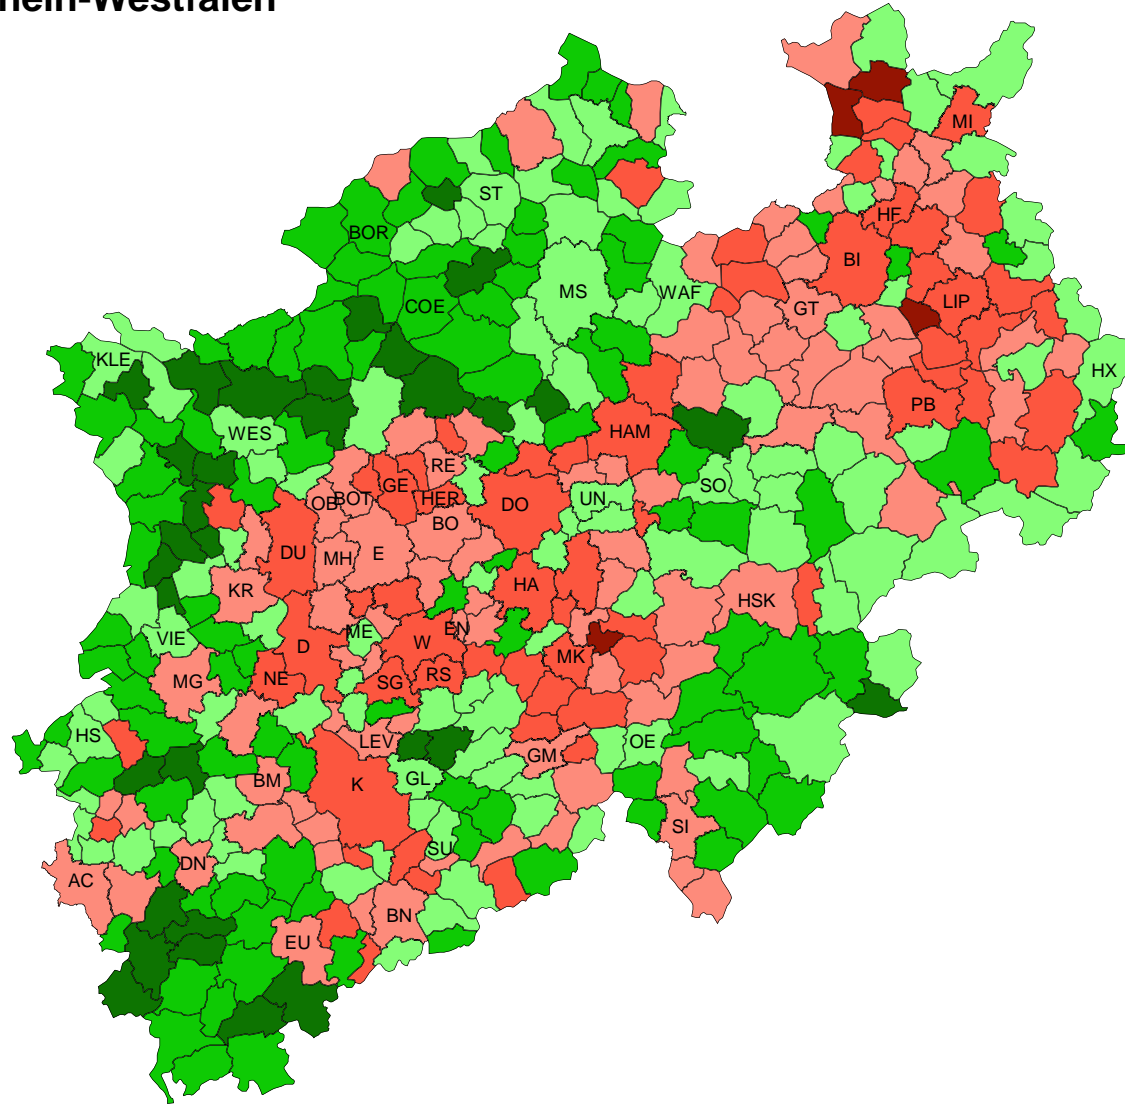 hein-Westfalen
MI
ST
HF
BOR
BI
MS
WAF
COE
LIP
GT
KLE
HX
PB
WES
HAM
RE
GE
SO
OB
BOT
HER
UN
DO
BO
DU
MH
E
HA
KR
HSK
ME
EN
VIE
W
D
MK
RS
NE
SG
MG
HS
LEV
OE
GM
BM
GL
K
SI
SU
DN
AC
BN
EU